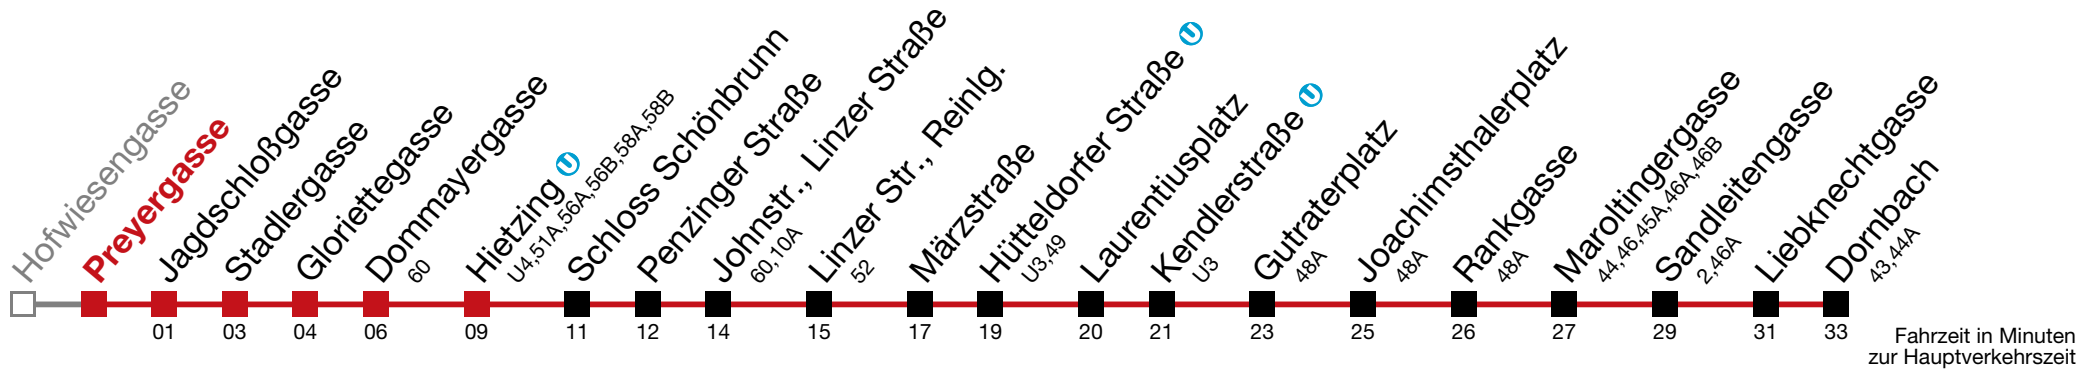 Hofwiesengasse
Preyergasse
Jagdschloßgasse
01
Stadlergasse
03
Gloriettegasse
04
Dommayergasse
60
06
Hietzing U
U4,51A,56A,56B,58A,58B
09
Schloss Schönbrunn
11
Penzinger Straße
12
Johnstr., Linzer Straße
60,10A
14
Linzer Str., Reinlg.
52
15
Märzstraße
17
Hütteldorfer Straße U
U3,49
19
Laurentiusplatz
20
Kendlerstraße U
U3
21
Gutraterplatz
48A
23
Joachimsthalerplatz
48A
25
Rankgasse
48A
26
Maroltingergasse
44,46,45A,46A,46B
27
Sandleitengasse
2,46A
29
Liebknechtgasse
31
Dornbach
43,44A
33
Fahrzeit in Minuten
zur Hauptverkehrszeit